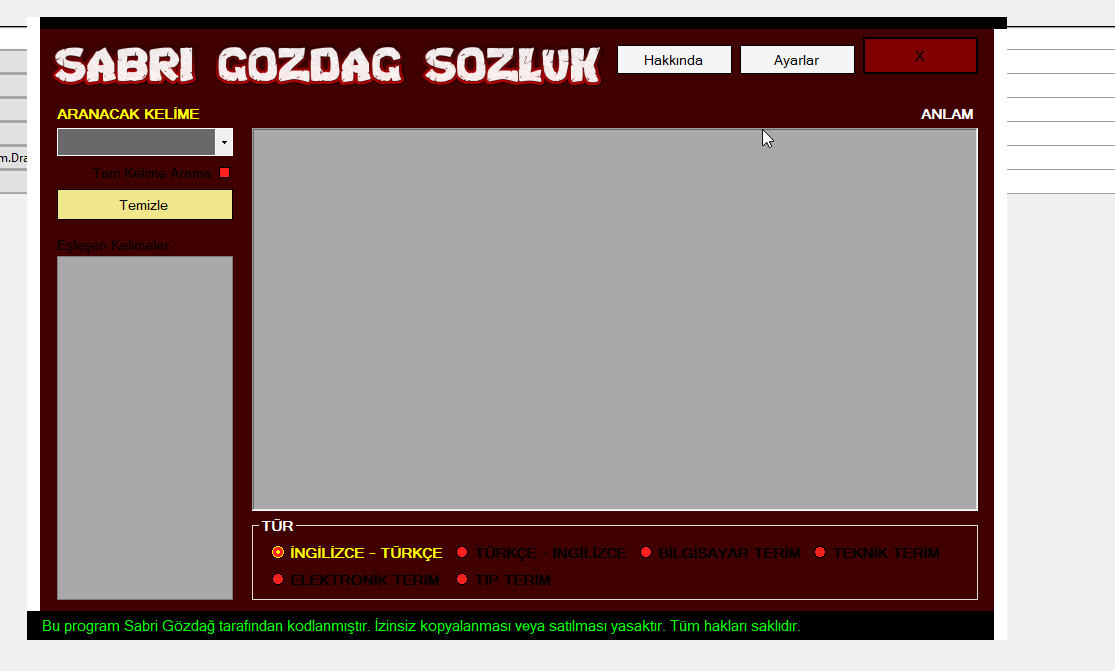 SABRI GOZDAG SOZLUK
Hakkında
Ayarlar
X
ARANACAK KELİME
ANLAM
m.Dra
Tam Kelime Arama
Temizle
Eşleşen Kelimeler
TÜR
İNGİLİZCE - TÜRKÇE
TÜRKÇE - İNGİLİZCE
BİLGİSAYAR TERİM
TEKNİK TERİM
ELEKTRONİK TERİM
TIP TERİM
Bu program Sabri Gözdağ tarafından kodlanmıştır. İzinsiz kopyalanması veya satılması yasaktır. Tüm hakları saklıdır.